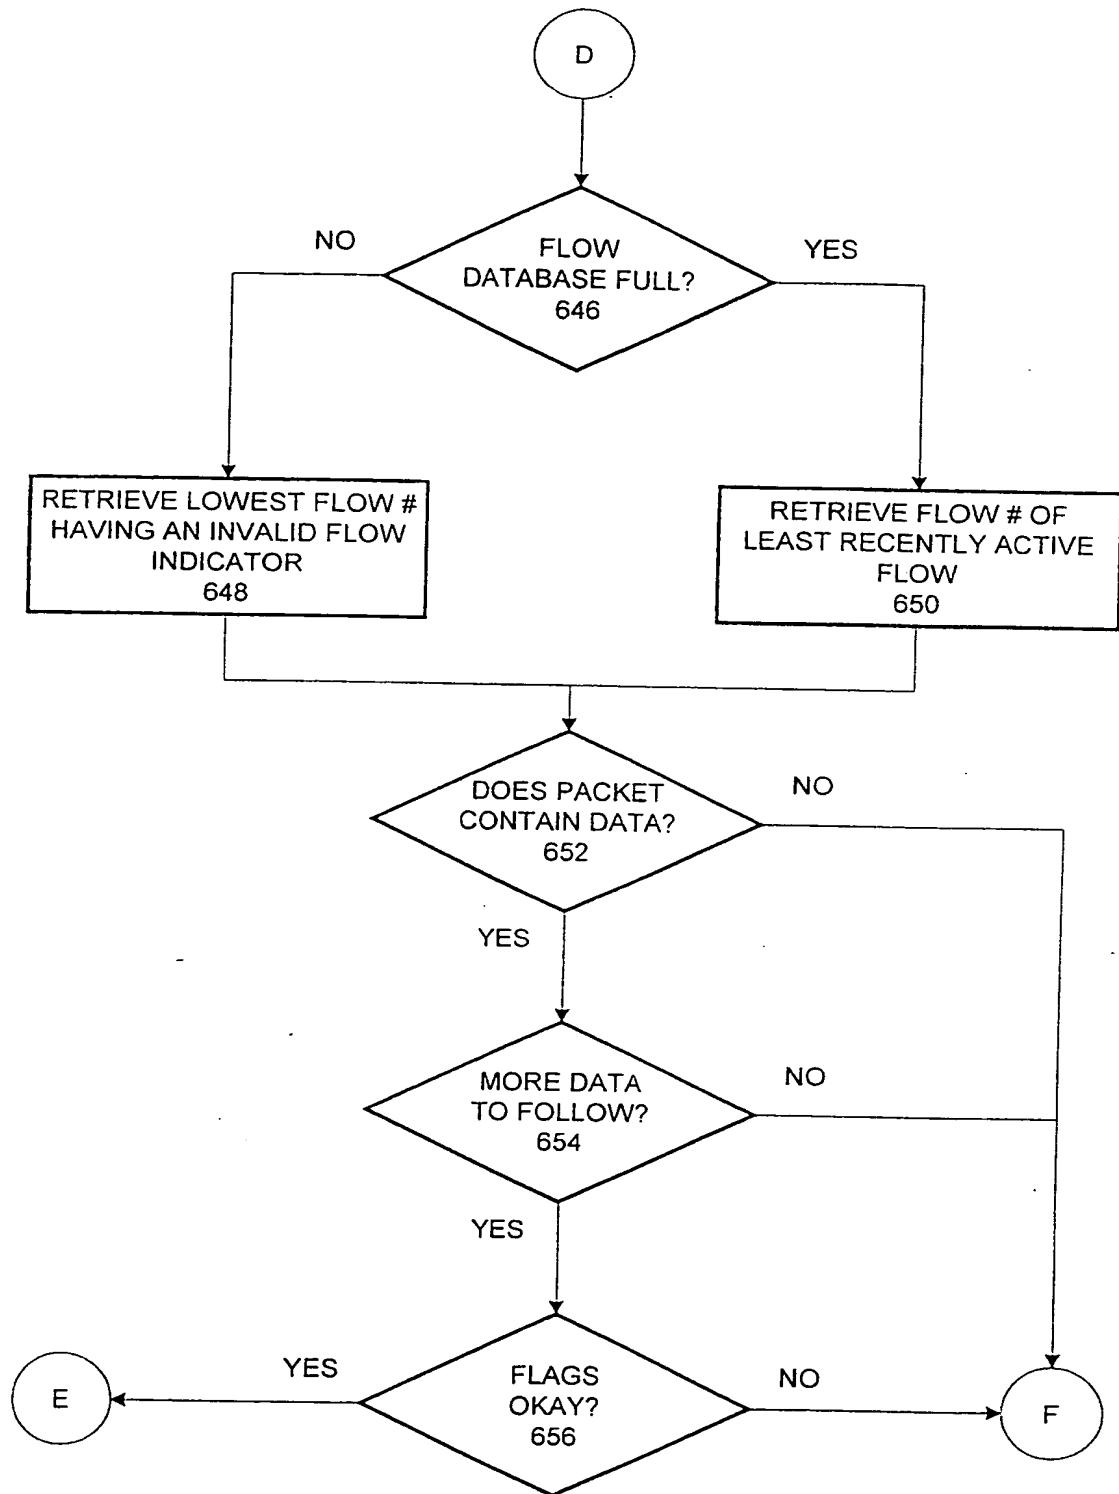 D
NO
FLOW
DATABASE FULL?
646
YES
RETRIEVE LOWEST FLOW #
HAVING AN INVALID FLOW
INDICATOR
648
RETRIEVE FLOW # OF
LEAST RECENTLY ACTIVE
FLOW
650
DOES PACKET
CONTAIN DATA?
652
NO
YES
MORE DATA
TO FOLLOW?
654
NO
YES
E
YES
FLAGS
OKAY?
656
NO
F